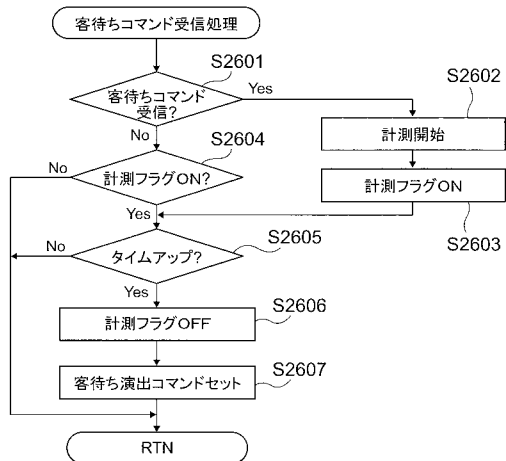 客待ちコマンド受信処理
S2601
客待ちコマンド
受信?
Yes
S2602
計測開始
No
S2604
計測フラグON?
No
Yes
計測フラグON
S2603
タイムアップ?
S2605
No
Yes
計測フラグOFF
S2606
客待ち演出コマンドセット
S2607
RTN